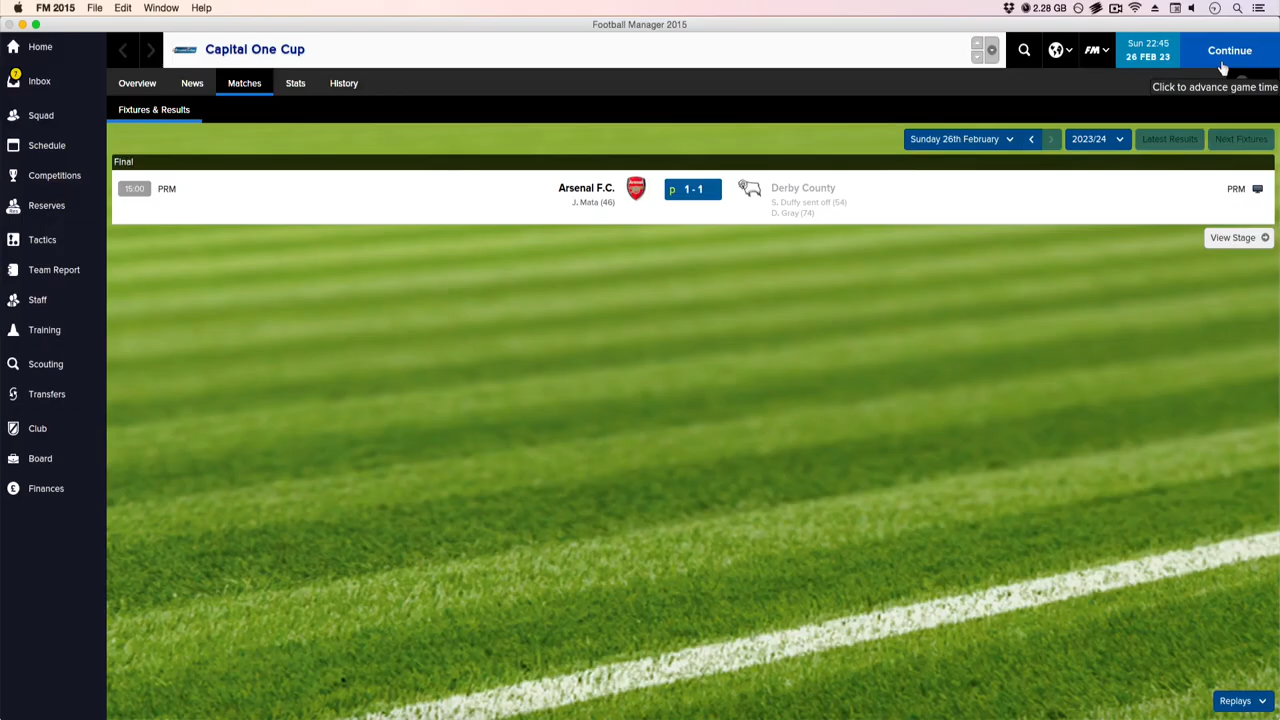 FM 2015 File Edit Window Help 2.28 GB
Football Manager 2015
Home
Capital One Cup
FM
Sun 22:45
26 FEB 23
Continue
Click to advance game time
7
Inbox
Overview News Matches Stats History
Fixtures & Results
Squad
Schedule
Competitions
Reserves
Tactics
Team Report
Staff
Training
Scouting
Transfers
Club
Board
Finances
Sunday 26th February 2023/24 Latest Results Next Fixtures
Final
15:00 PRM Arsenal F.C. p 1 - 1 Derby County PRM
J. Mata (46) S. Duffy sent off (54)
D. Gray (74)
View Stage
Replays